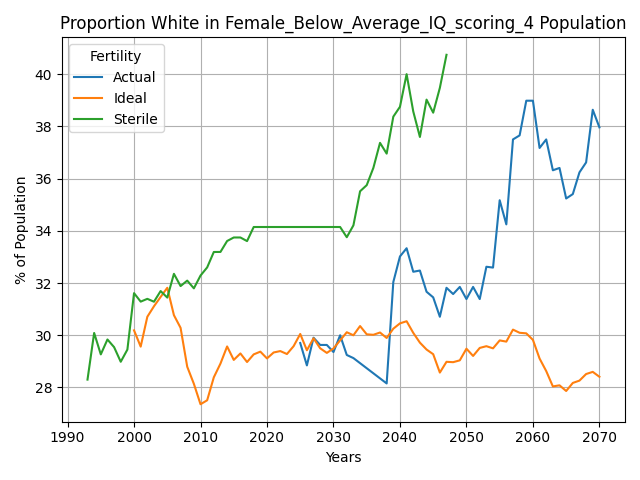 Proportion White in Female_Below_Average_IQ_scoring_4 Population
Fertility
Actual
Ideal
Sterile
% of Population
40
38
36
34
32
30
28
1990 2000 2010 2020 2030 2040 2050 2060 2070
Years